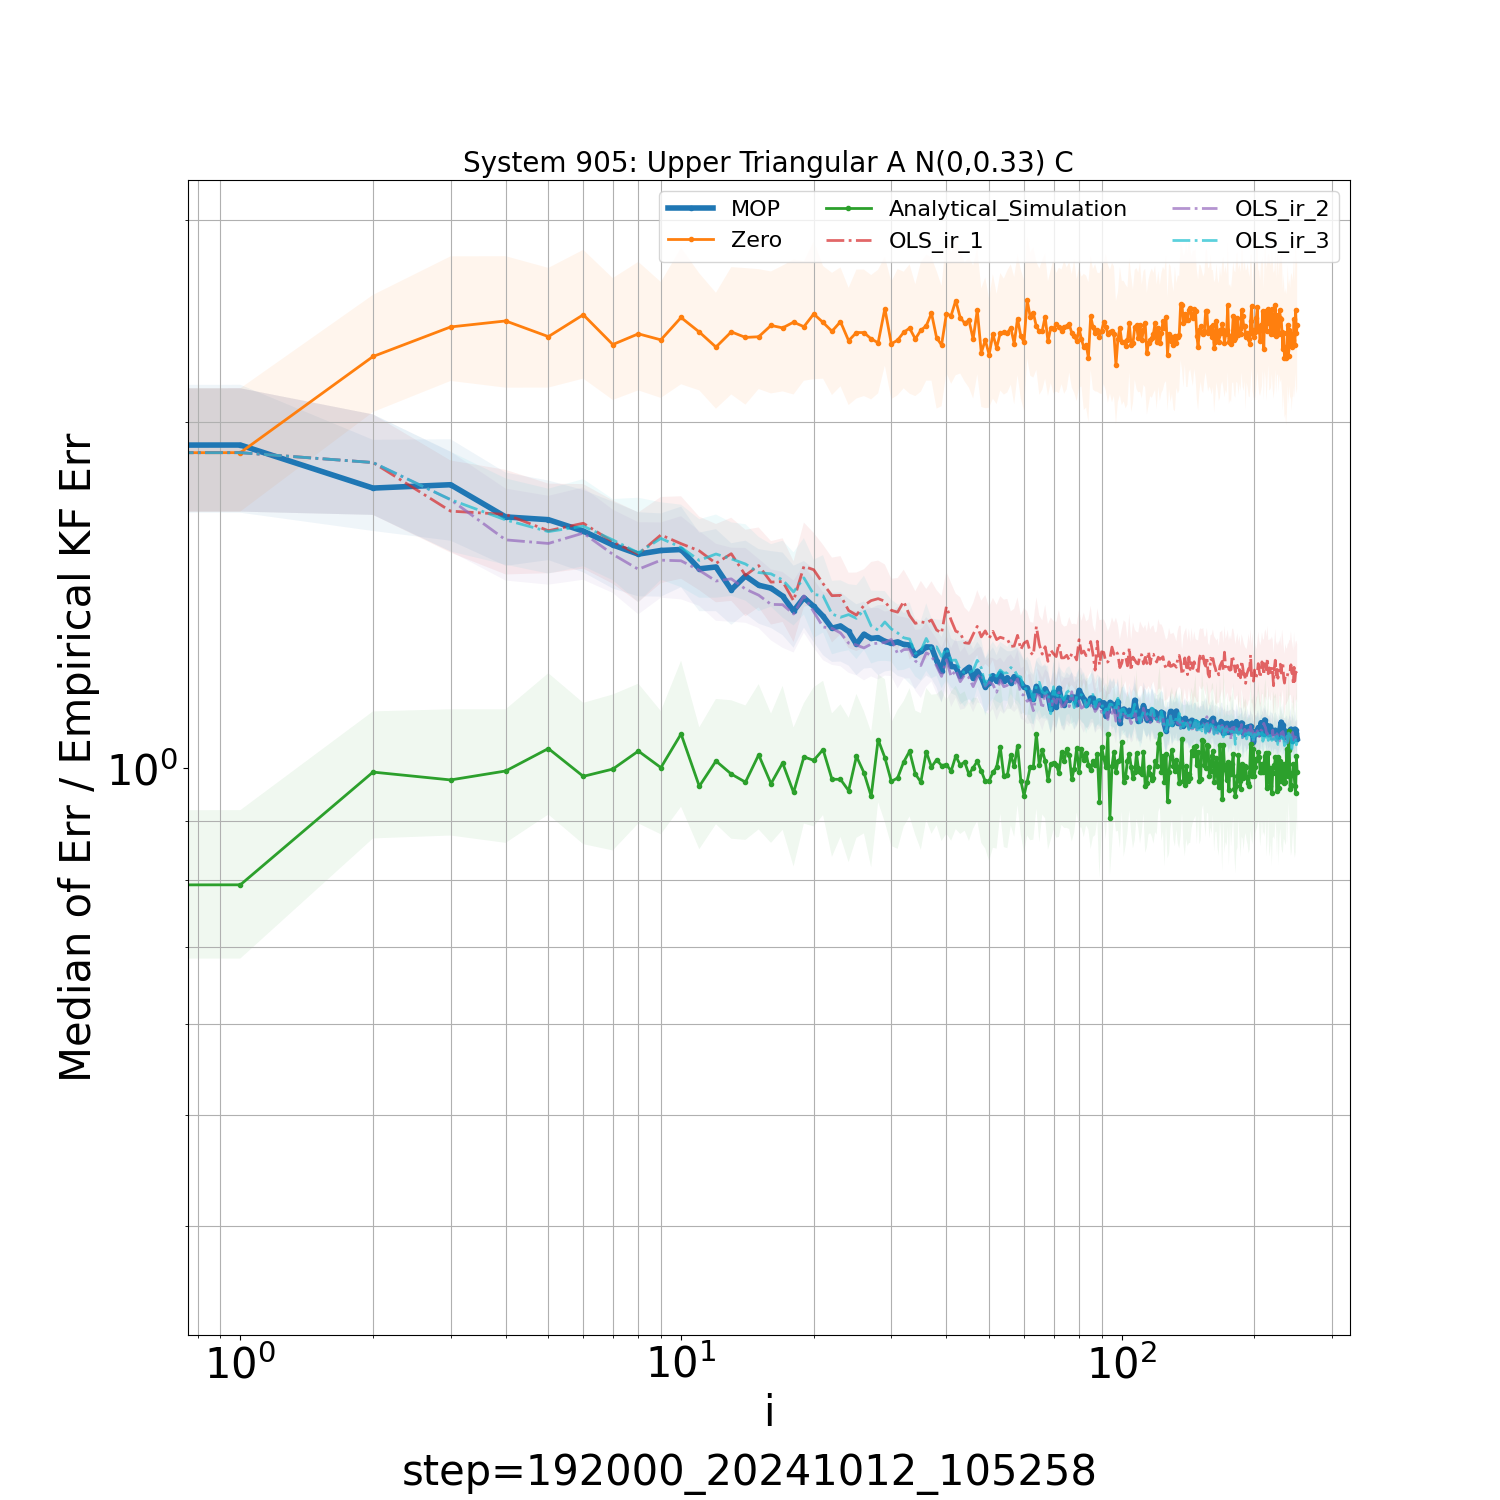 System 905: Upper Triangular A N(0,0.33) C
MOP
Zero
Analytical_Simulation
OLS_ir_1
OLS_ir_2
OLS_ir_3
Median of Err / Empirical KF Err
10⁰
10⁰ 10¹ 10²
i
step=192000_20241012_105258